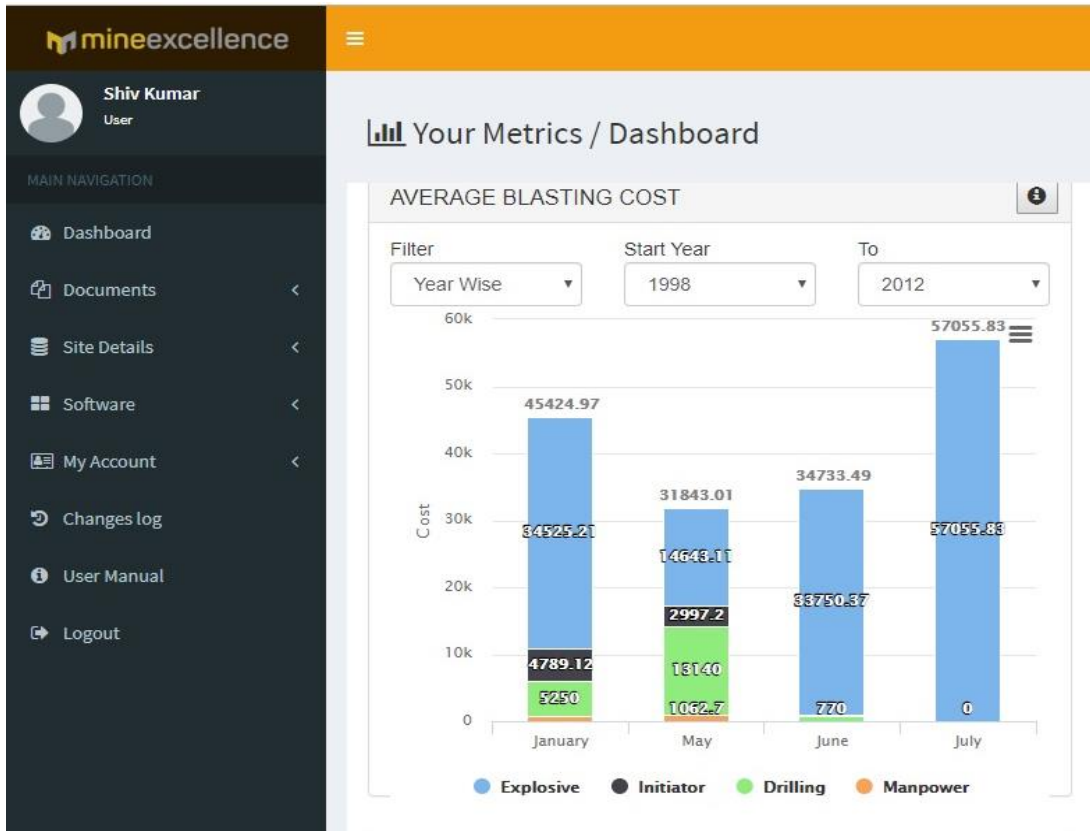 mineexcellence
Shiv Kumar
User
MAIN NAVIGATION
Dashboard
Documents
Site Details
Software
My Account
Changes log
User Manual
Logout
Your Metrics / Dashboard
AVERAGE BLASTING COST
Filter Start Year To
Year Wise 1998 2012
60k
50k
40k
30k
20k
10k
0
Cost
45424.97
34525.21
4789.12
5250
31843.01
14643.11
2997.2
13140
1062.7
34733.49
33750.37
770
57055.83
57055.83
0
January May June July
Explosive Initiator Drilling Manpower